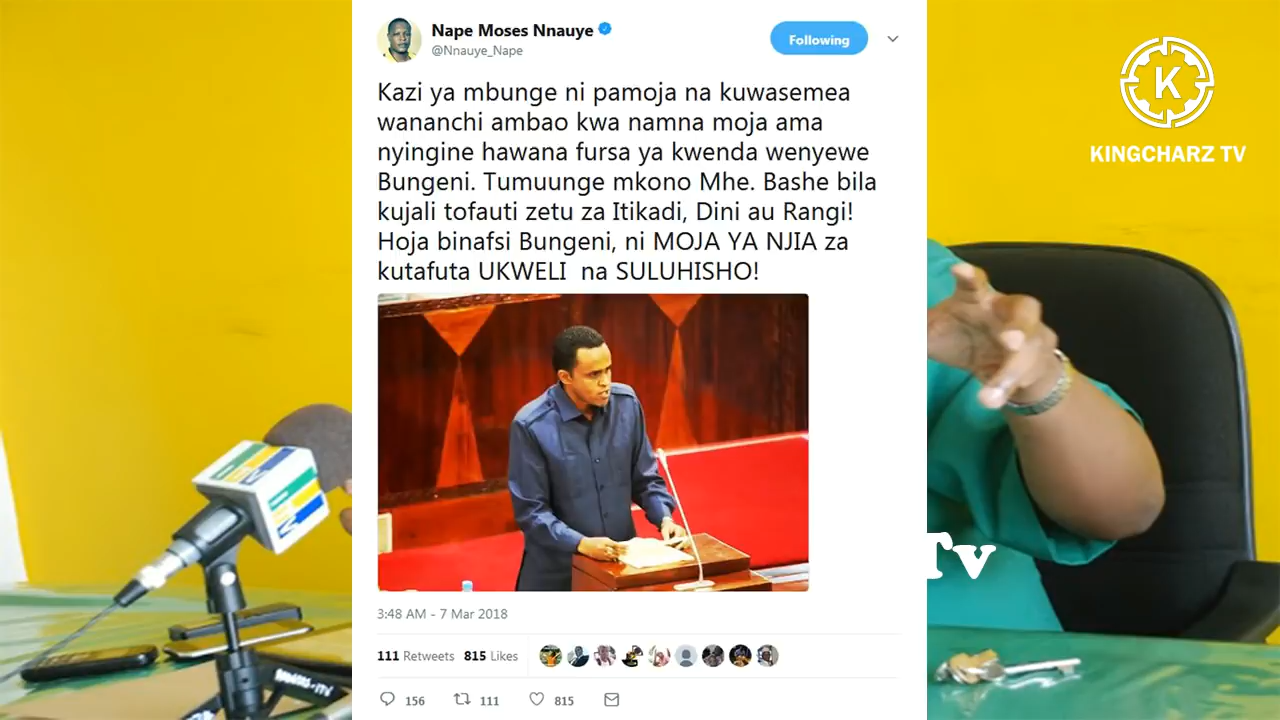 Nape Moses Nnauye
@Nnauye_Nape
Following
Kazi ya mbunge ni pamoja na kuwasemea
wananchi ambao kwa namna moja ama
nyingine hawana fursa ya kwenda wenyewe
Bungeni. Tumuunge mkono Mhe. Bashe bila
kujali tofauti zetu za Itikadi, Dini au Rangi!
Hoja binafsi Bungeni, ni MOJA YA NJIA za
kutafuta UKWELI na SULUHISHO!
3:48 AM - 7 Mar 2018
111 Retweets 815 Likes
156 111 815
K
KINGCHARZ TV
Tv